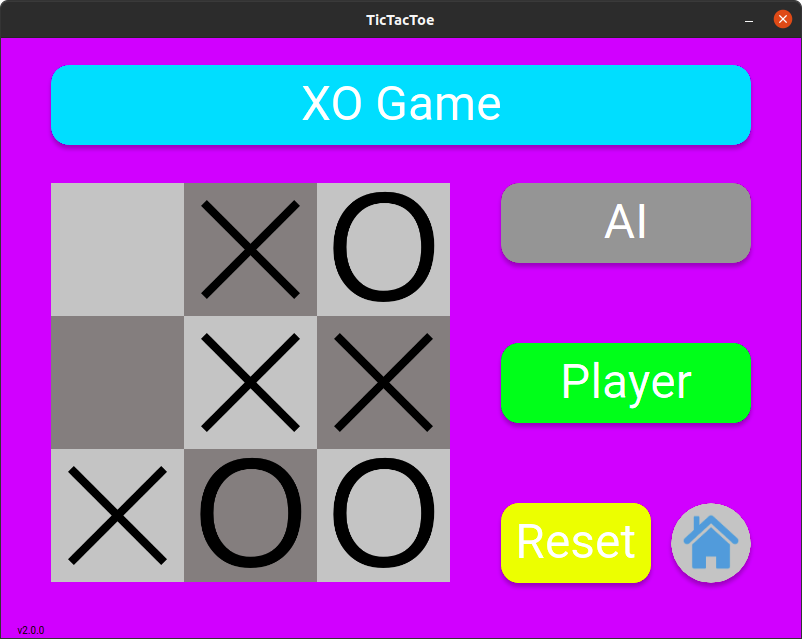 TicTacToe
XO Game
X O
AI
X X
Player
X O O
Reset
v2.0.0